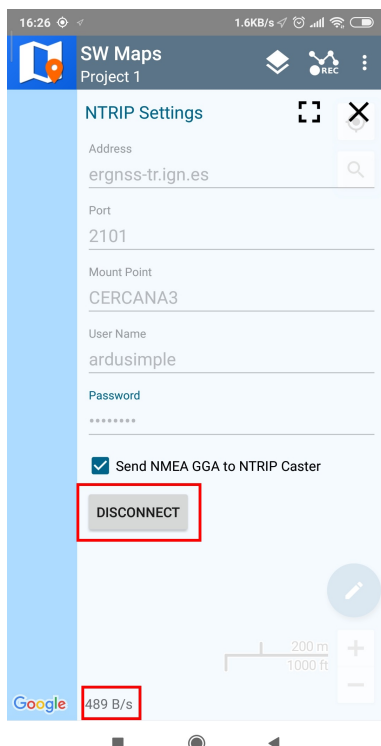 16:26 1.6KB/s
SW Maps
Project 1
REC
NTRIP Settings
Address
ergnss-tr.ign.es
Port
2101
Mount Point
CERCANA3
User Name
ardusimple
Password
••••••••
Send NMEA GGA to NTRIP Caster
DISCONNECT
200 m
1000 ft
Google
489 B/s